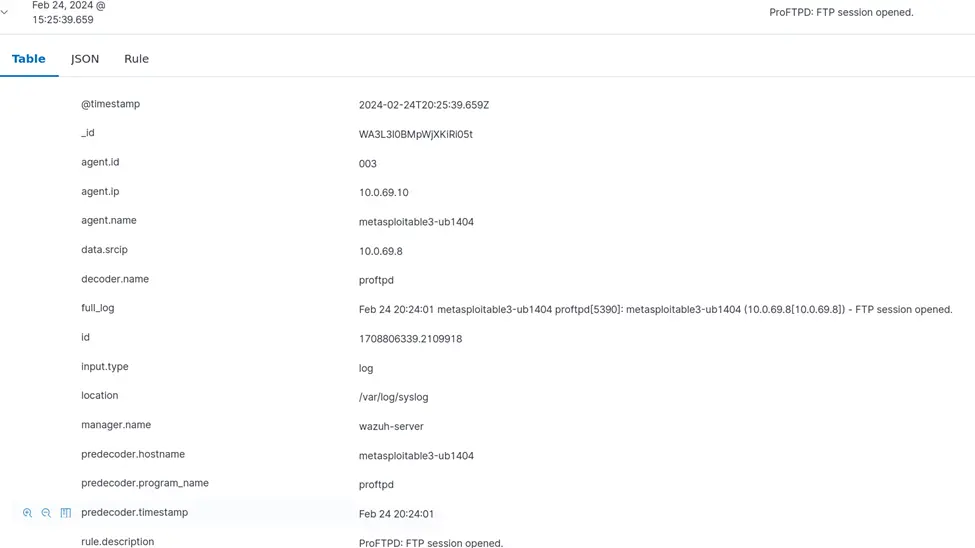 Feb 24, 2024 @
15:25:39.659
ProFTPD: FTP session opened.
Table JSON Rule
@timestamp 2024-02-24T20:25:39.659Z
_id WA3L3I0BMpWjXKiRi05t
agent.id 003
agent.ip 10.0.69.10
agent.name metasploitable3-ub1404
data.srcip 10.0.69.8
decoder.name proftpd
full_log Feb 24 20:24:01 metasploitable3-ub1404 proftpd[5390]: metasploitable3-ub1404 (10.0.69.8[10.0.69.8]) - FTP session opened.
id 1708806339.2109918
input.type log
location /var/log/syslog
manager.name wazuh-server
predecoder.hostname metasploitable3-ub1404
predecoder.program_name proftpd
predecoder.timestamp Feb 24 20:24:01
rule.description ProFTPD: FTP session opened.